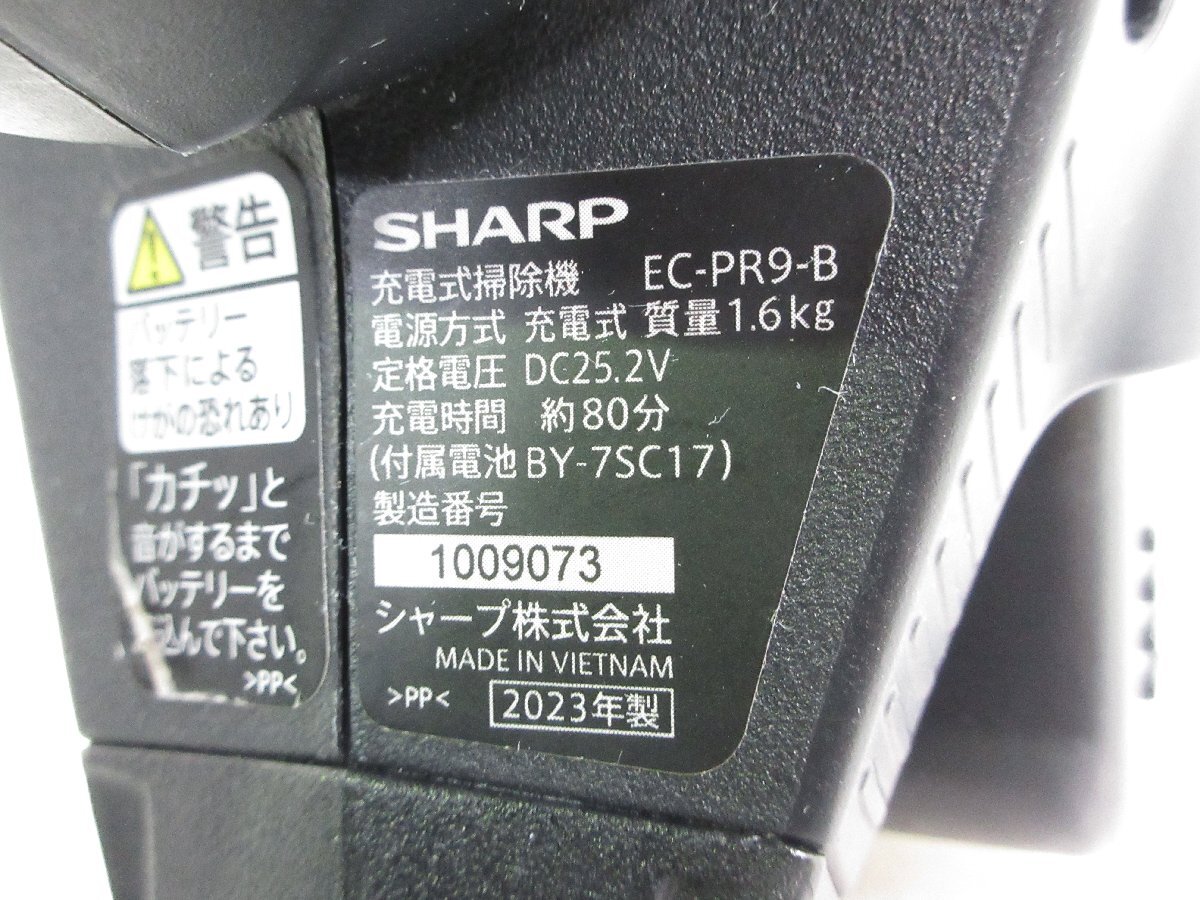 警告
バッテリー
落下による
けがの恐れあり
「カチッ」と
音がするまで
バッテリーを
込んで下さい。
>PP<
SHARP
充電式掃除機 EC-PR9-B
電源方式 充電式 質量1.6kg
定格電圧 DC25.2V
充電時間 約80分
(付属電池BY-7SC17)
製造番号
1009073
シャープ株式会社
MADE IN VIETNAM
>PP< 2023年製